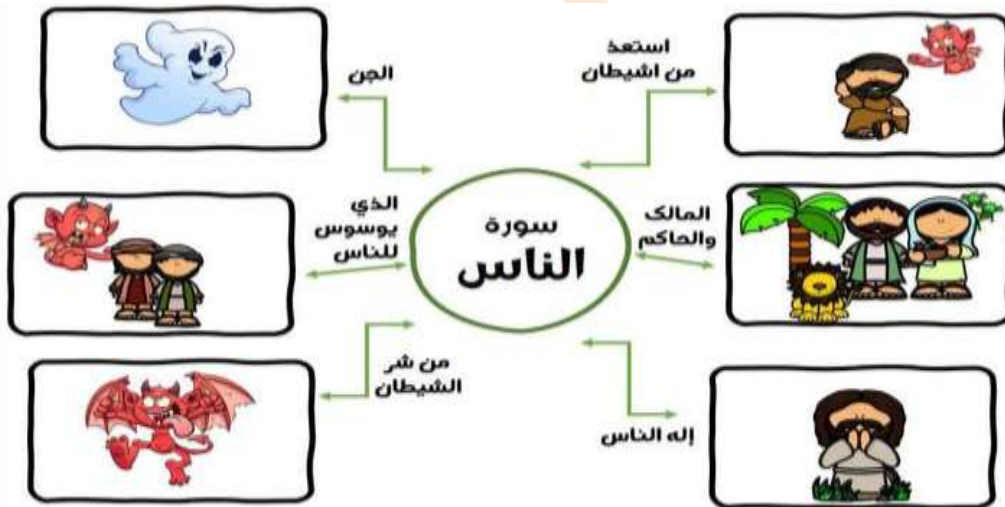 سورة
الناس
استعذ
من اشيطان
المالك
والحاكم
إله الناس
من شر
الشيطان
الذي
يوسوس
للناس
الجن